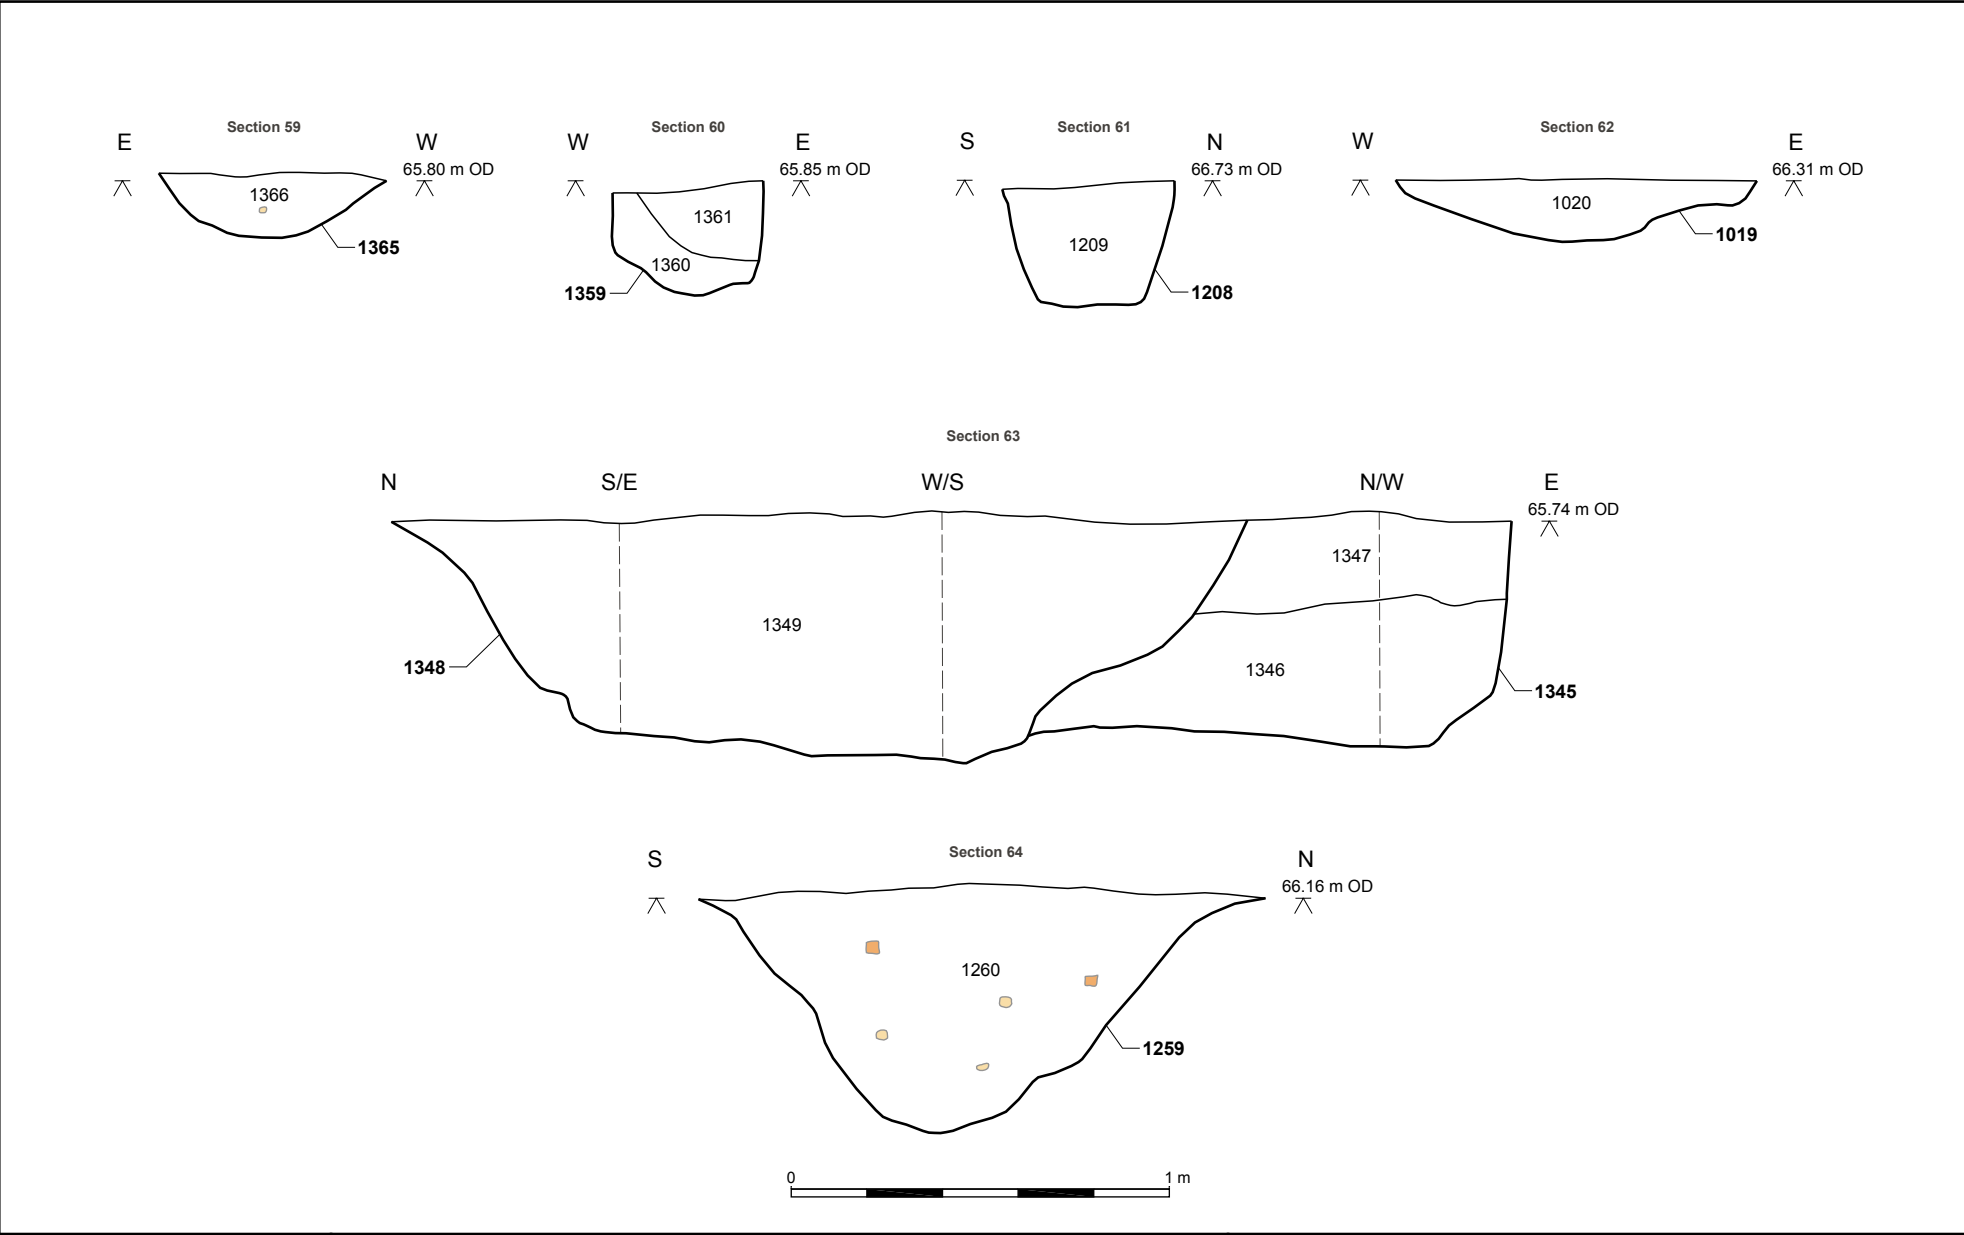 Section 59
E W
65.80 m OD
1366
1365
Section 60
W E
65.85 m OD
1361
1360
1359
Section 61
S N
66.73 m OD
1209
1208
Section 62
W E
66.31 m OD
1020
1019
Section 63
N S/E W/S N/W E
65.74 m OD
1347
1349
1348
1346
1345
Section 64
S N
66.16 m OD
1260
1259
0 1 m